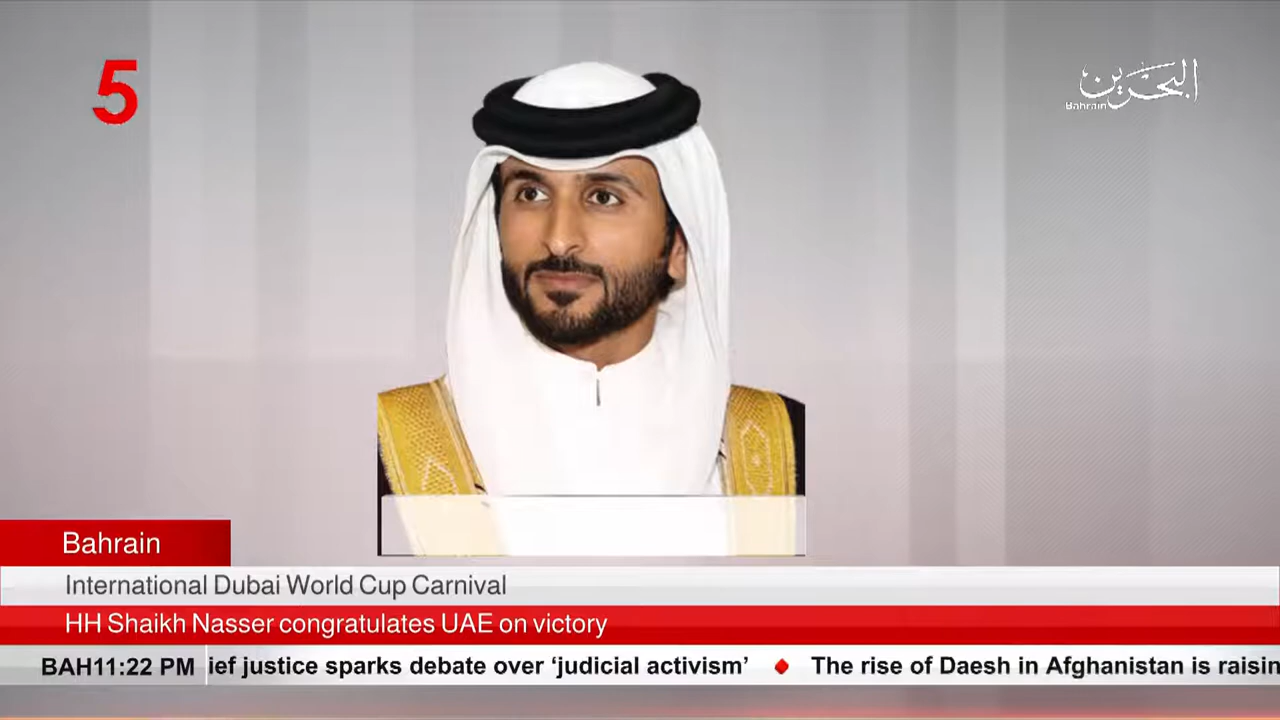 5
البحرين
Bahrain
Bahrain
International Dubai World Cup Carnival
HH Shaikh Nasser congratulates UAE on victory
BAH11:22 PM ief justice sparks debate over ‘judicial activism’ The rise of Daesh in Afghanistan is raisin